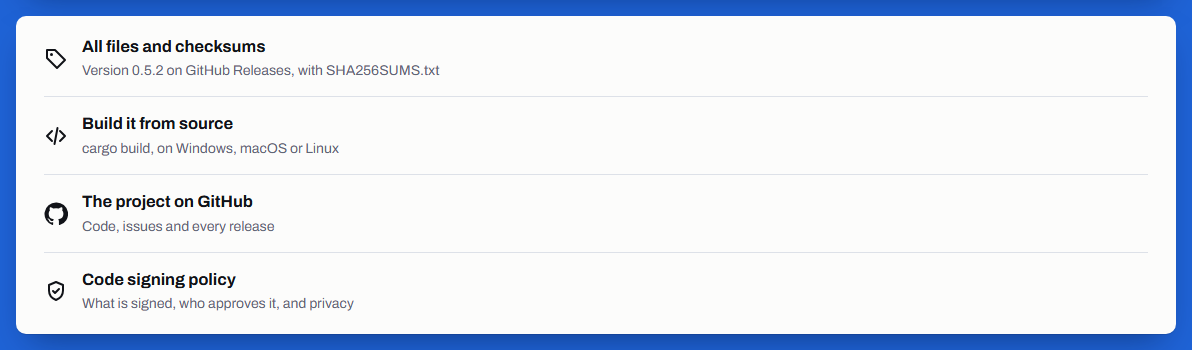 All files and checksums
Version 0.5.2 on GitHub Releases, with SHA256SUMS.txt
Build it from source
cargo build, on Windows, macOS or Linux
The project on GitHub
Code, issues and every release
Code signing policy
What is signed, who approves it, and privacy